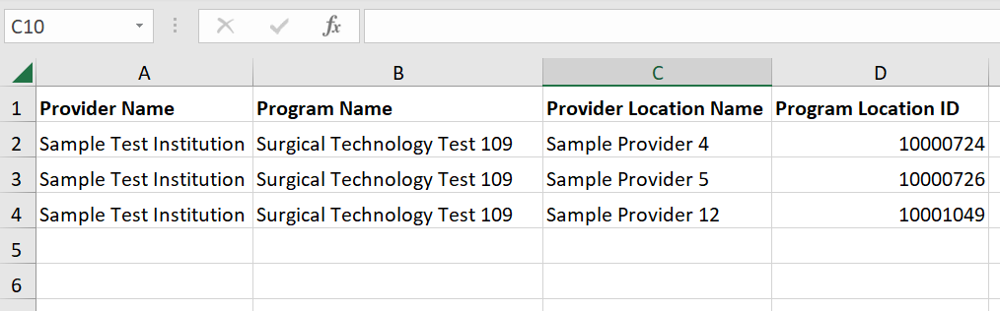 C10 fx
A B C D
1 Provider Name Program Name Provider Location Name Program Location ID
2 Sample Test Institution Surgical Technology Test 109 Sample Provider 4 10000724
3 Sample Test Institution Surgical Technology Test 109 Sample Provider 5 10000726
4 Sample Test Institution Surgical Technology Test 109 Sample Provider 12 10001049
5
6